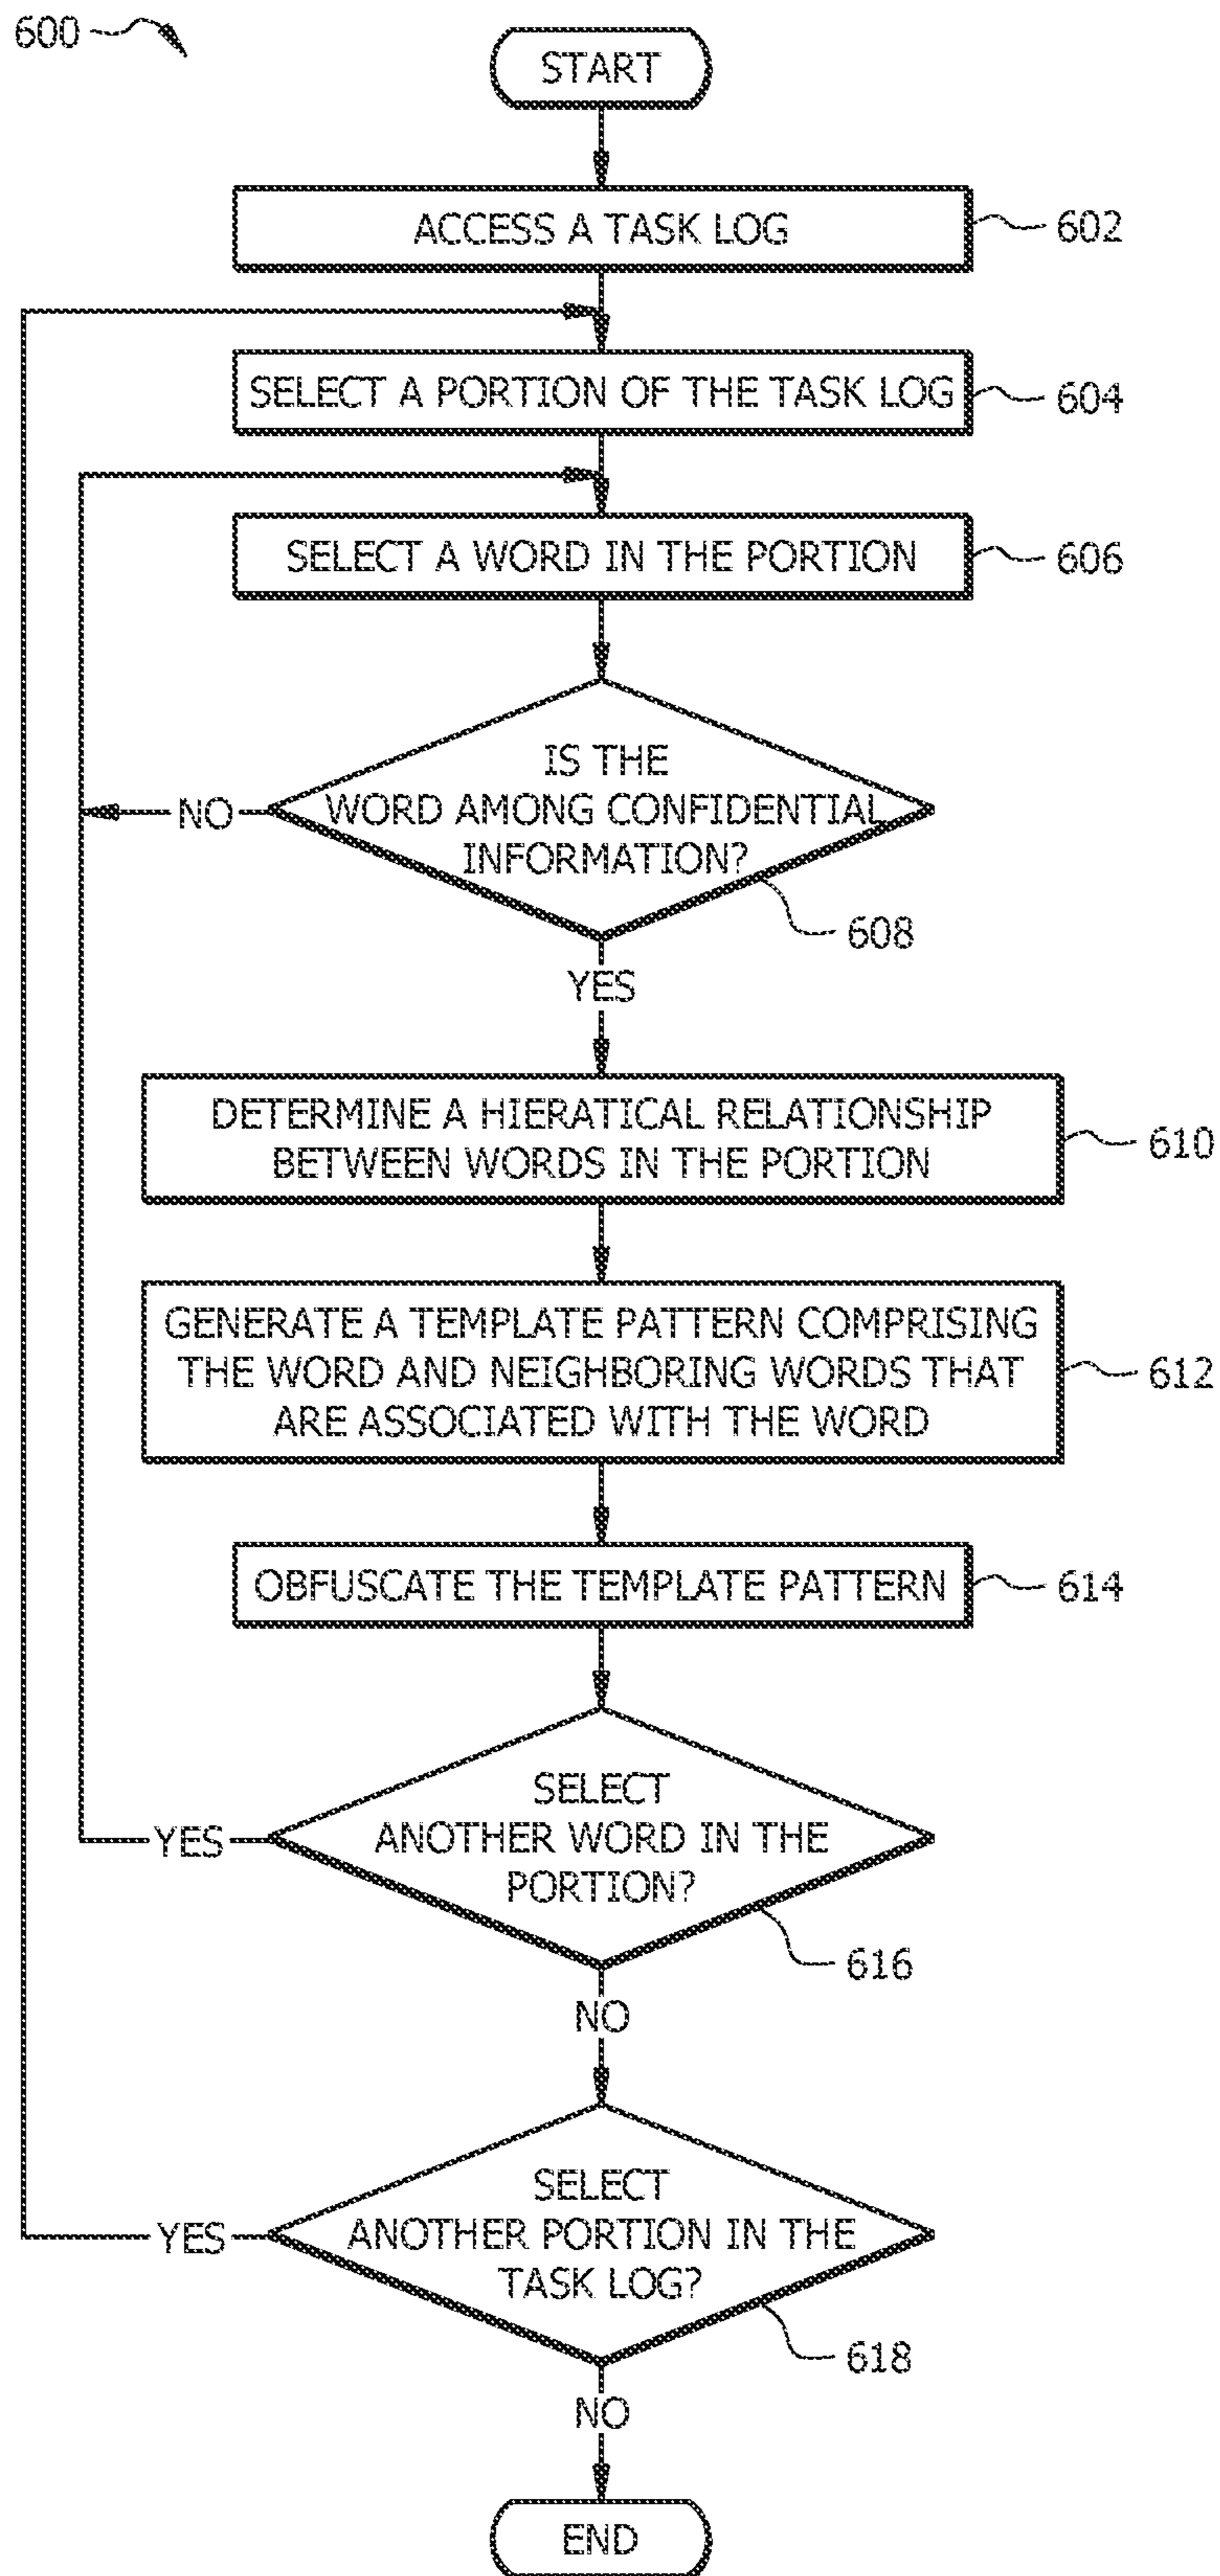 600
START
ACCESS A TASK LOG
602
SELECT A PORTION OF THE TASK LOG
604
SELECT A WORD IN THE PORTION
606
IS THE
WORD AMONG CONFIDENTIAL
INFORMATION?
NO
608
YES
DETERMINE A HIERATICAL RELATIONSHIP
BETWEEN WORDS IN THE PORTION
610
GENERATE A TEMPLATE PATTERN COMPRISING
THE WORD AND NEIGHBORING WORDS THAT
ARE ASSOCIATED WITH THE WORD
612
OBFUSCATE THE TEMPLATE PATTERN
614
SELECT
ANOTHER WORD IN THE
PORTION?
YES
616
NO
SELECT
ANOTHER PORTION IN THE
TASK LOG?
YES
618
NO
END